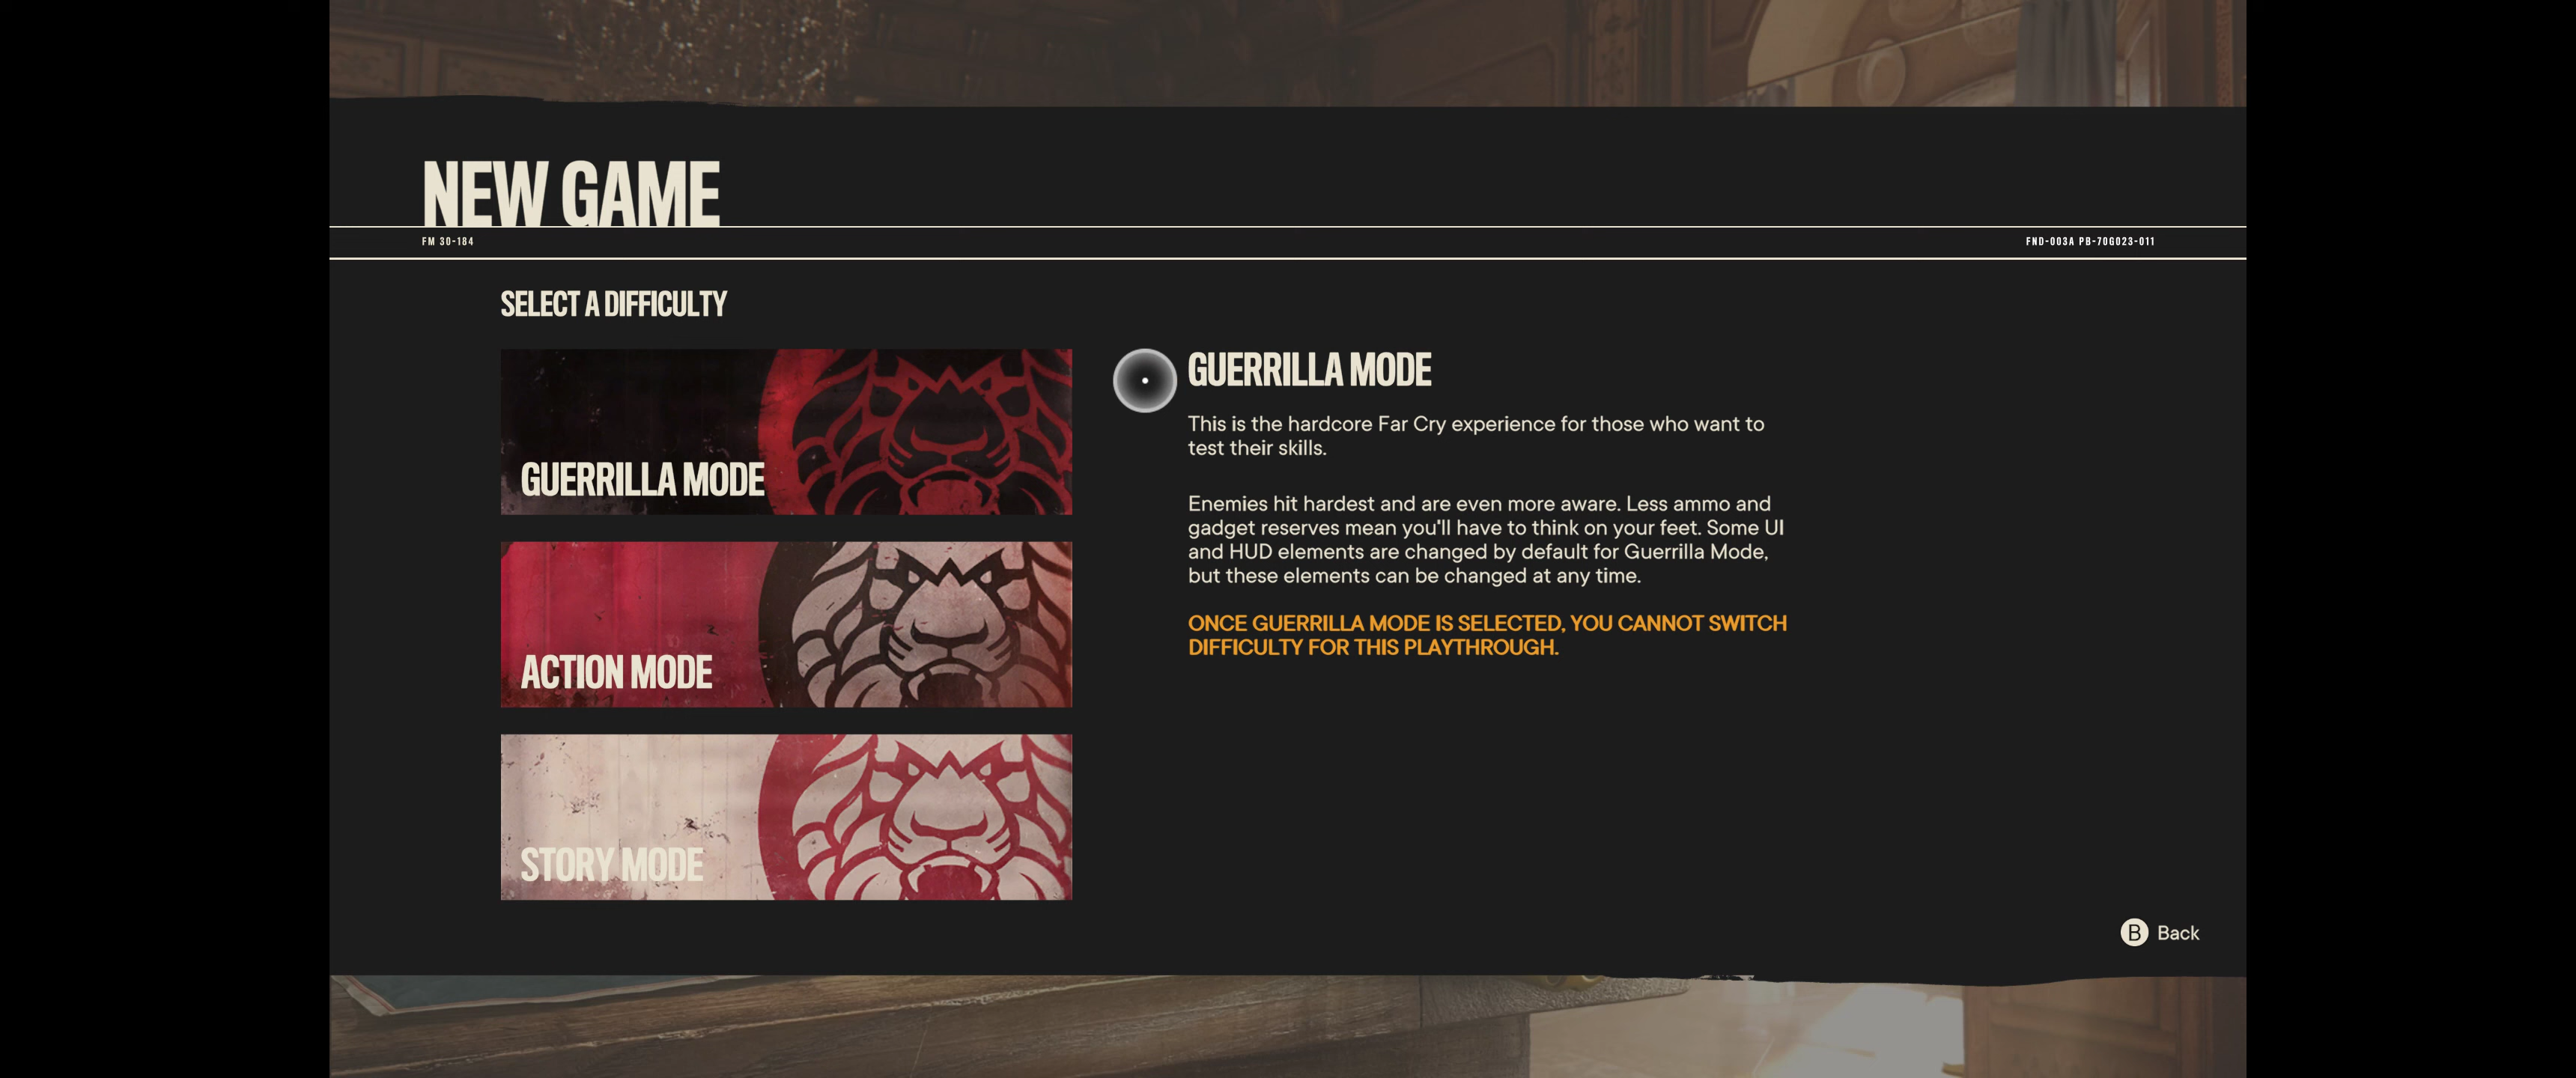 NEW GAME
FM 30-184
FND-003A PB-70G023-011
SELECT A DIFFICULTY
GUERRILLA MODE
ACTION MODE
STORY MODE
GUERRILLA MODE
This is the hardcore Far Cry experience for those who want to
test their skills.
Enemies hit hardest and are even more aware. Less ammo and
gadget reserves mean you'll have to think on your feet. Some UI
and HUD elements are changed by default for Guerrilla Mode,
but these elements can be changed at any time.
ONCE GUERRILLA MODE IS SELECTED, YOU CANNOT SWITCH
DIFFICULTY FOR THIS PLAYTHROUGH.
B Back